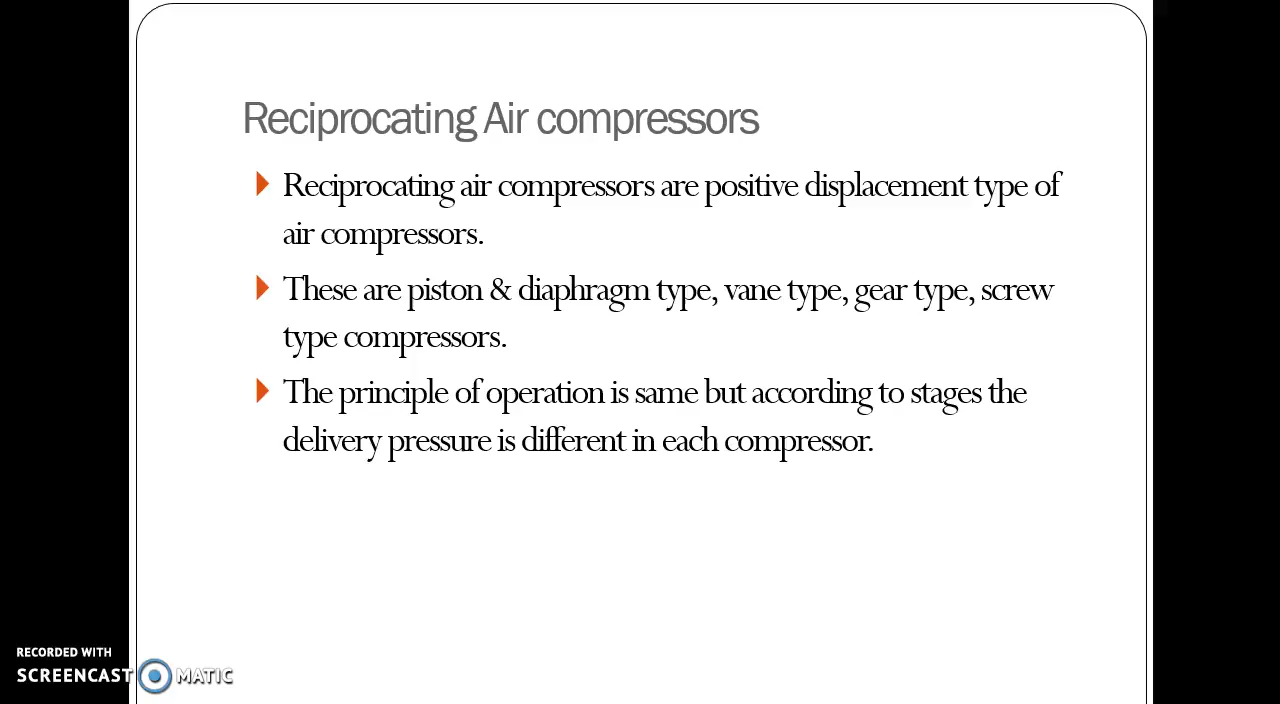 Reciprocating Air compressors
Reciprocating air compressors are positive displacement type of
air compressors.
These are piston & diaphragm type, vane type, gear type, screw
type compressors.
The principle of operation is same but according to stages the
delivery pressure is different in each compressor.
RECORDED WITH
SCREENCAST MATIC